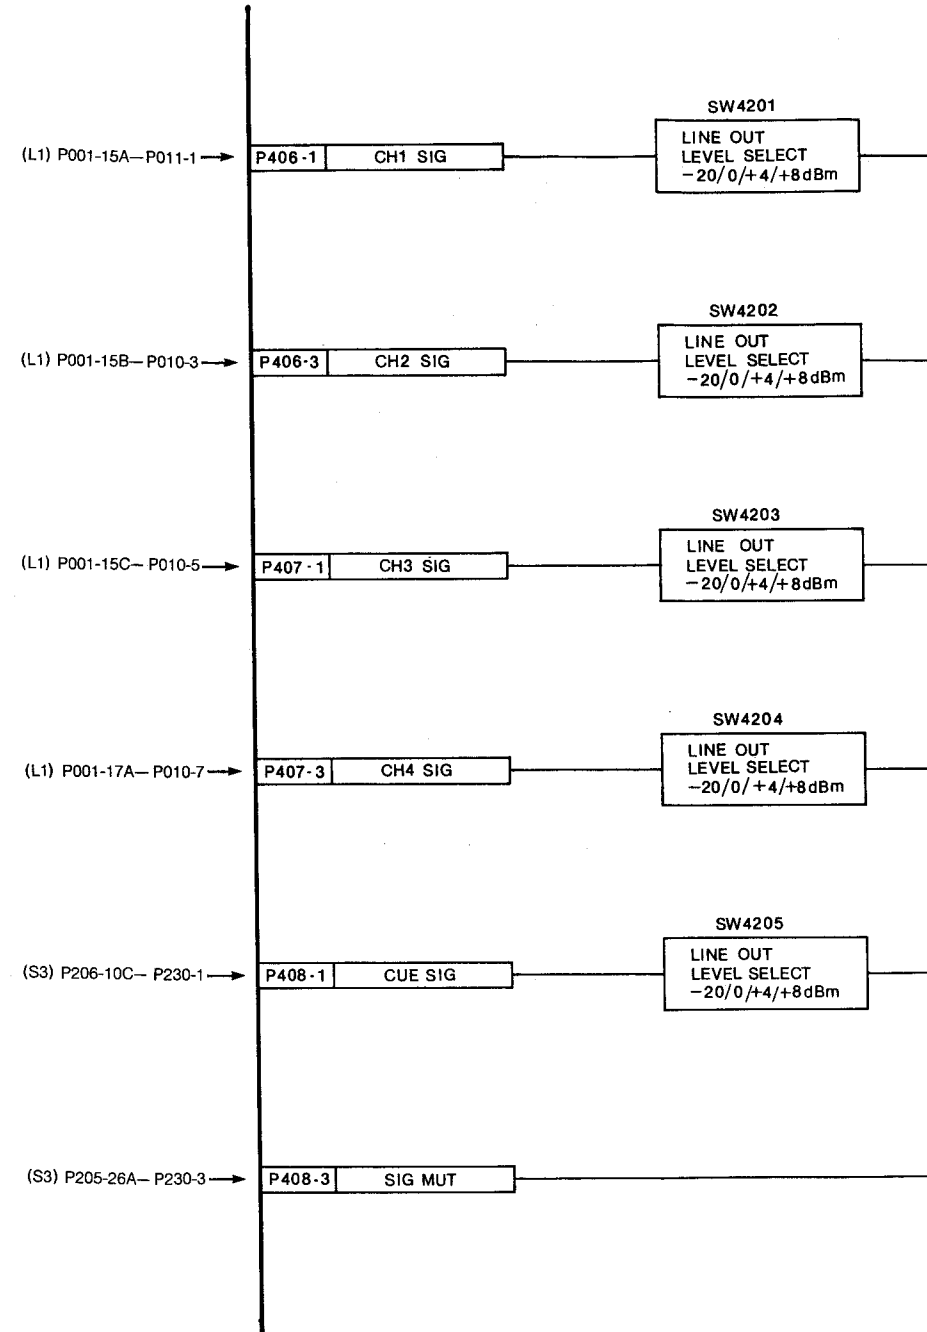 SW4201
LINE OUT
LEVEL SELECT
-20/0/+4/+8dBm
(L1) P001-15A—P011-1
P406-1
CH1 SIG
SW4202
LINE OUT
LEVEL SELECT
-20/0/+4/+8dBm
(L1) P001-15B—P010-3
P406-3
CH2 SIG
SW4203
LINE OUT
LEVEL SELECT
-20/0/+4/+8dBm
(L1) P001-15C—P010-5
P407-1
CH3 SIG
SW4204
LINE OUT
LEVEL SELECT
-20/0/+4/+8dBm
(L1) P001-17A—P010-7
P407-3
CH4 SIG
SW4205
LINE OUT
LEVEL SELECT
-20/0/+4/+8dBm
(S3) P206-10C—P230-1
P408-1
CUE SIG
(S3) P205-26A—P230-3
P408-3
SIG MUT